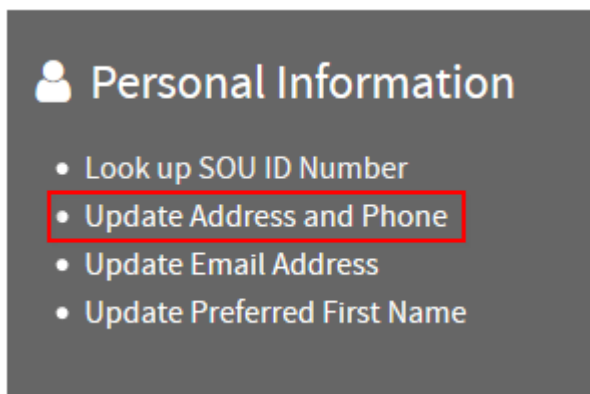 Personal Information
Look up SOU ID Number
Update Address and Phone
Update Email Address
Update Preferred First Name